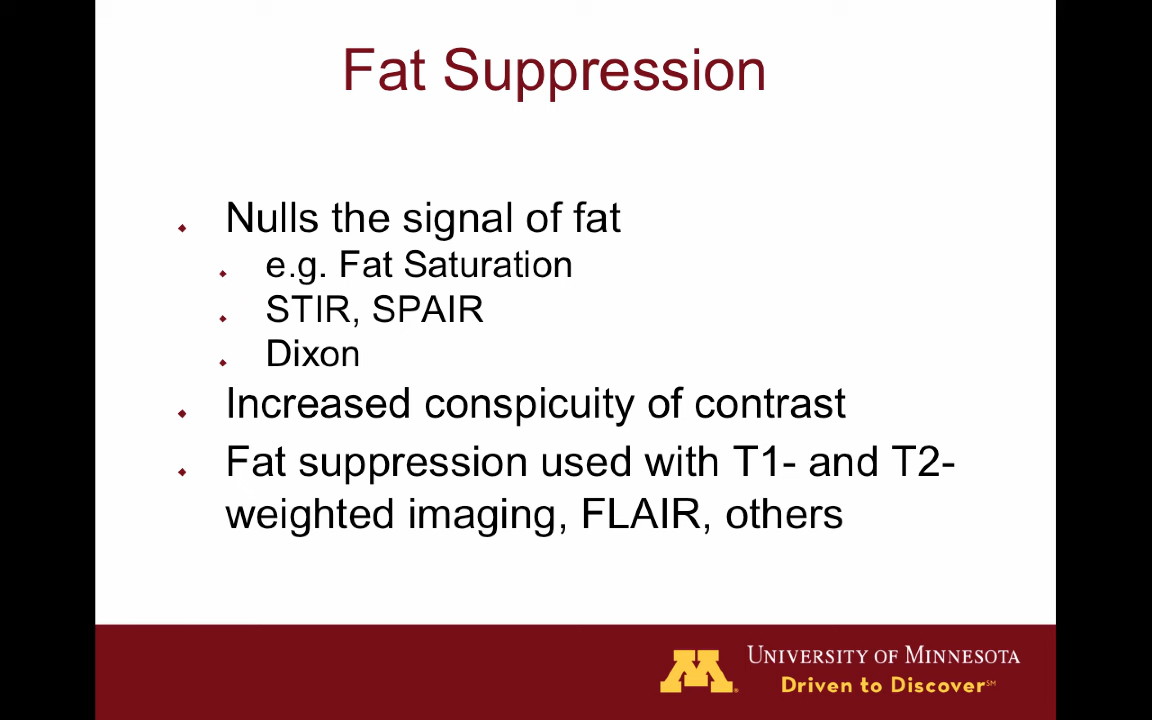 Fat Suppression
Nulls the signal of fat
e.g. Fat Saturation
STIR, SPAIR
Dixon
Increased conspicuity of contrast
Fat suppression used with T1- and T2-
weighted imaging, FLAIR, others
M
UNIVERSITY OF MINNESOTA
Driven to Discover℠